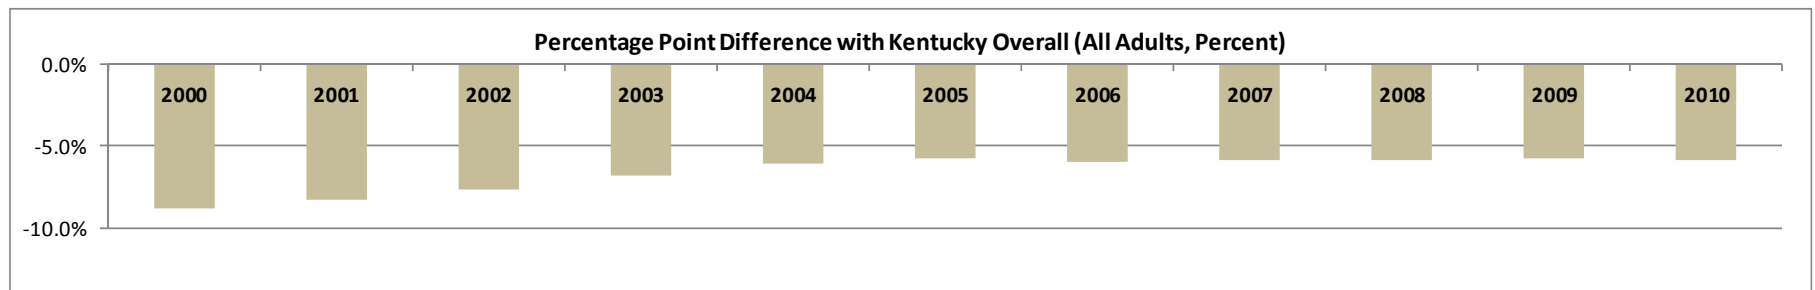 Percentage Point Difference with Kentucky Overall (All Adults, Percent)
0.0%
2000 2001 2002 2003 2004 2005 2006 2007 2008 2009 2010
-5.0%
-10.0%